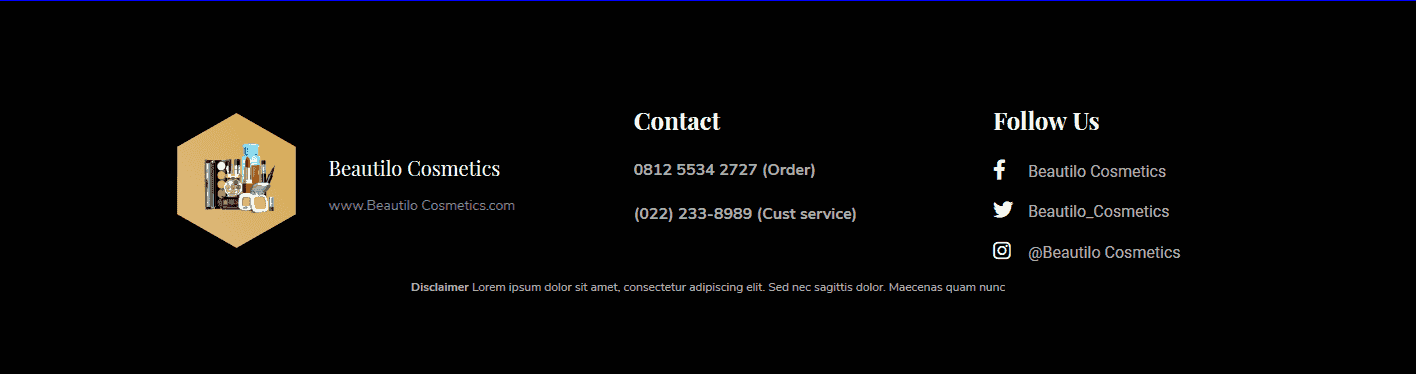 Beautilo Cosmetics
www.Beautilo Cosmetics.com
Contact
0812 5534 2727 (Order)
(022) 233-8989 (Cust service)
Follow Us
Beautilo Cosmetics
Beautilo_Cosmetics
@Beautilo Cosmetics
Disclaimer Lorem ipsum dolor sit amet, consectetur adipiscing elit. Sed nec sagittis dolor. Maecenas quam nunc